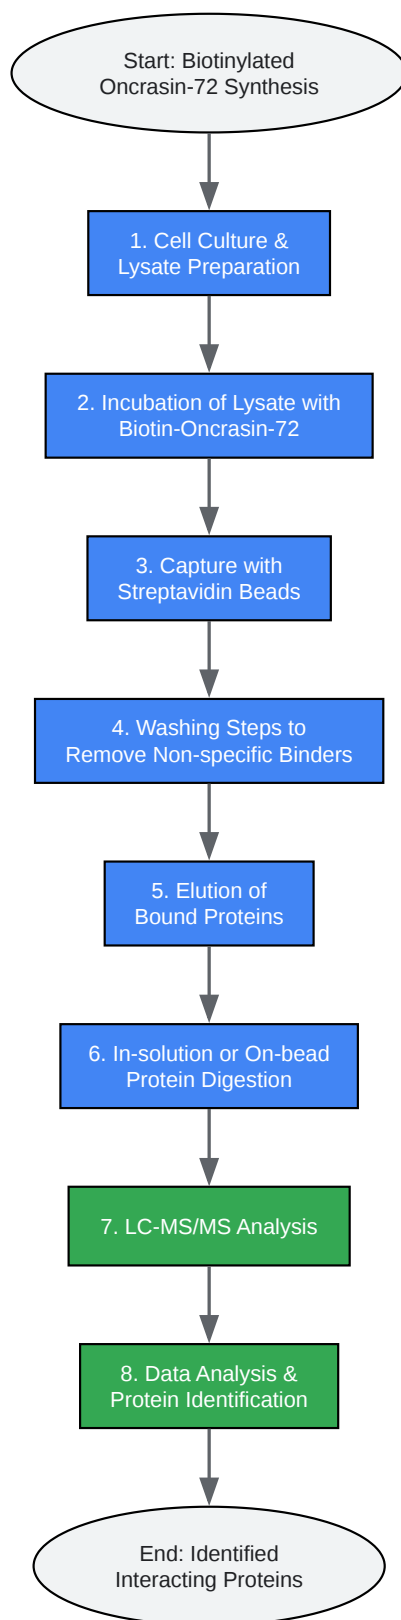 Start: Biotinylated
Oncrasin-72 Synthesis
1. Cell Culture &
Lysate Preparation
2. Incubation of Lysate with
Biotin-Oncrasin-72
3. Capture with
Streptavidin Beads
4. Washing Steps to
Remove Non-specific Binders
5. Elution of
Bound Proteins
6. In-solution or On-bead
Protein Digestion
7. LC-MS/MS Analysis
8. Data Analysis &
Protein Identification
End: Identified
Interacting Proteins